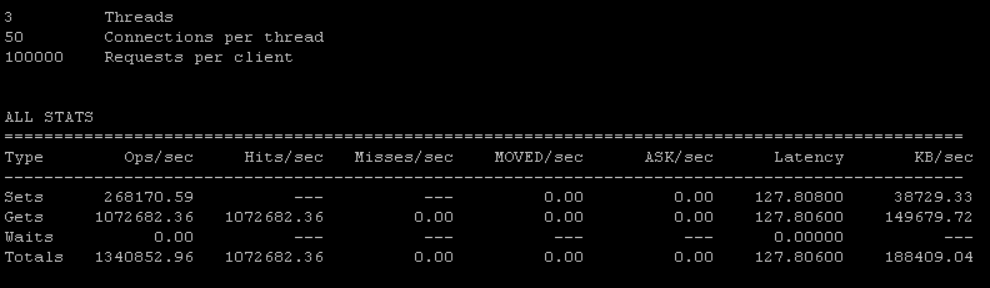 3 Threads
50 Connections per thread
100000 Requests per client
ALL STATS
================================================================================================
Type Ops/sec Hits/sec Misses/sec MOVED/sec ASK/sec Latency KB/sec
------------------------------------------------------------------------------------------------
Sets 268170.59 --- --- 0.00 0.00 127.80800 38729.33
Gets 1072682.36 1072682.36 0.00 0.00 0.00 127.80600 149679.72
Waits 0.00 --- --- --- --- 0.00000 ---
Totals 1340852.96 1072682.36 0.00 0.00 0.00 127.80600 188409.04